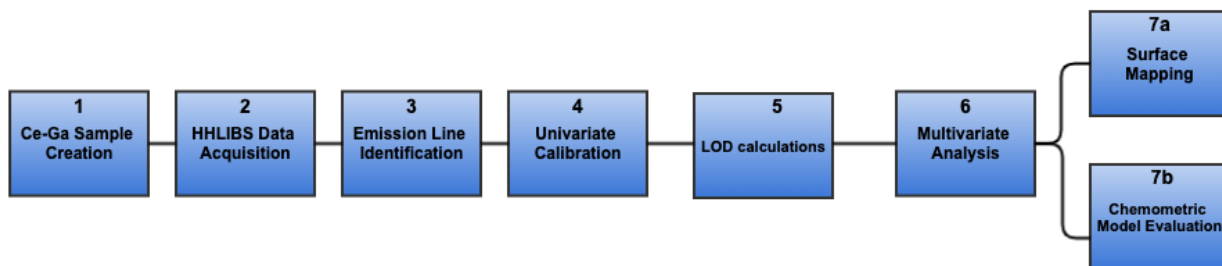 1
Ce-Ga Sample
Creation
2
HHLIBS Data
Acquisition
3
Emission Line
Identification
4
Univariate
Calibration
5
LOD calculations
6
Multivariate
Analysis
7a
Surface
Mapping
7b
Chemometric
Model Evaluation